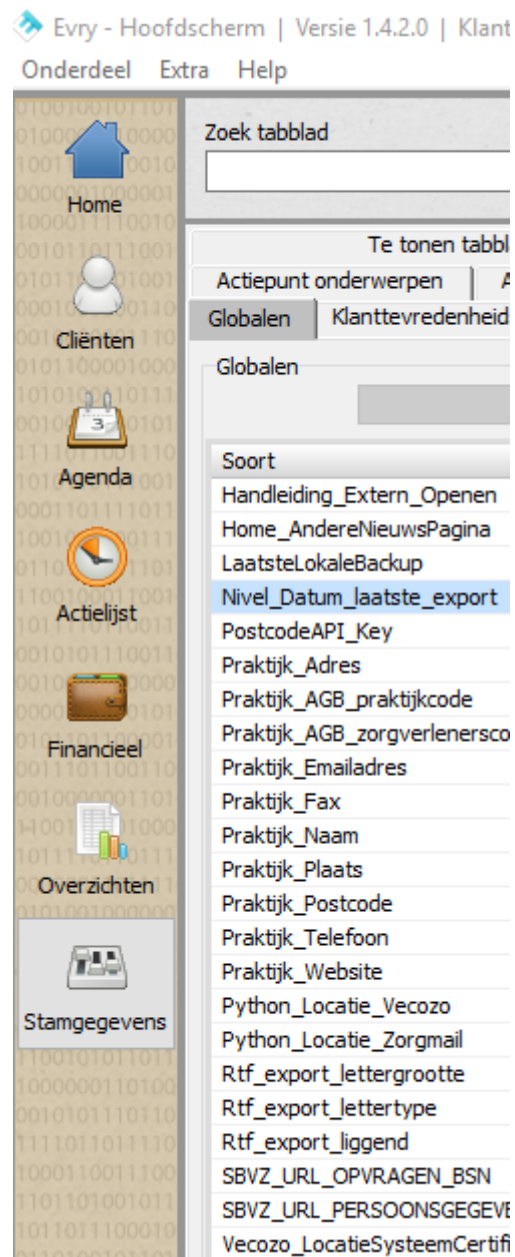 Evry - Hoofdscherm | Versie 1.4.2.0 | Klant
Onderdeel Extra Help
Home
Cliënten
Agenda
3
Actielijst
Financieel
Overzichten
Stamgegevens
Zoek tabblad
Te tonen tabbl
Actiepunt onderwerpen A
Globalen Klanttevredenheid
Globalen
Soort
Handleiding_Extern_Openen
Home_AndereNieuwsPagina
LaatsteLokaleBackup
Nivel_Datum_laatste_export
PostcodeAPI_Key
Praktijk_Adres
Praktijk_AGB_praktijkcode
Praktijk_AGB_zorgverlenersco
Praktijk_Emailadres
Praktijk_Fax
Praktijk_Naam
Praktijk_Plaats
Praktijk_Postcode
Praktijk_Telefoon
Praktijk_Website
Python_Locatie_Vecozo
Python_Locatie_Zorgmail
Rtf_export_lettergrootte
Rtf_export_lettertype
Rtf_export_liggend
SBVZ_URL_OPVRAGEN_BSN
SBVZ_URL_PERSOONSGEGEVE
Vecozo_LocatieSysteemCertifi